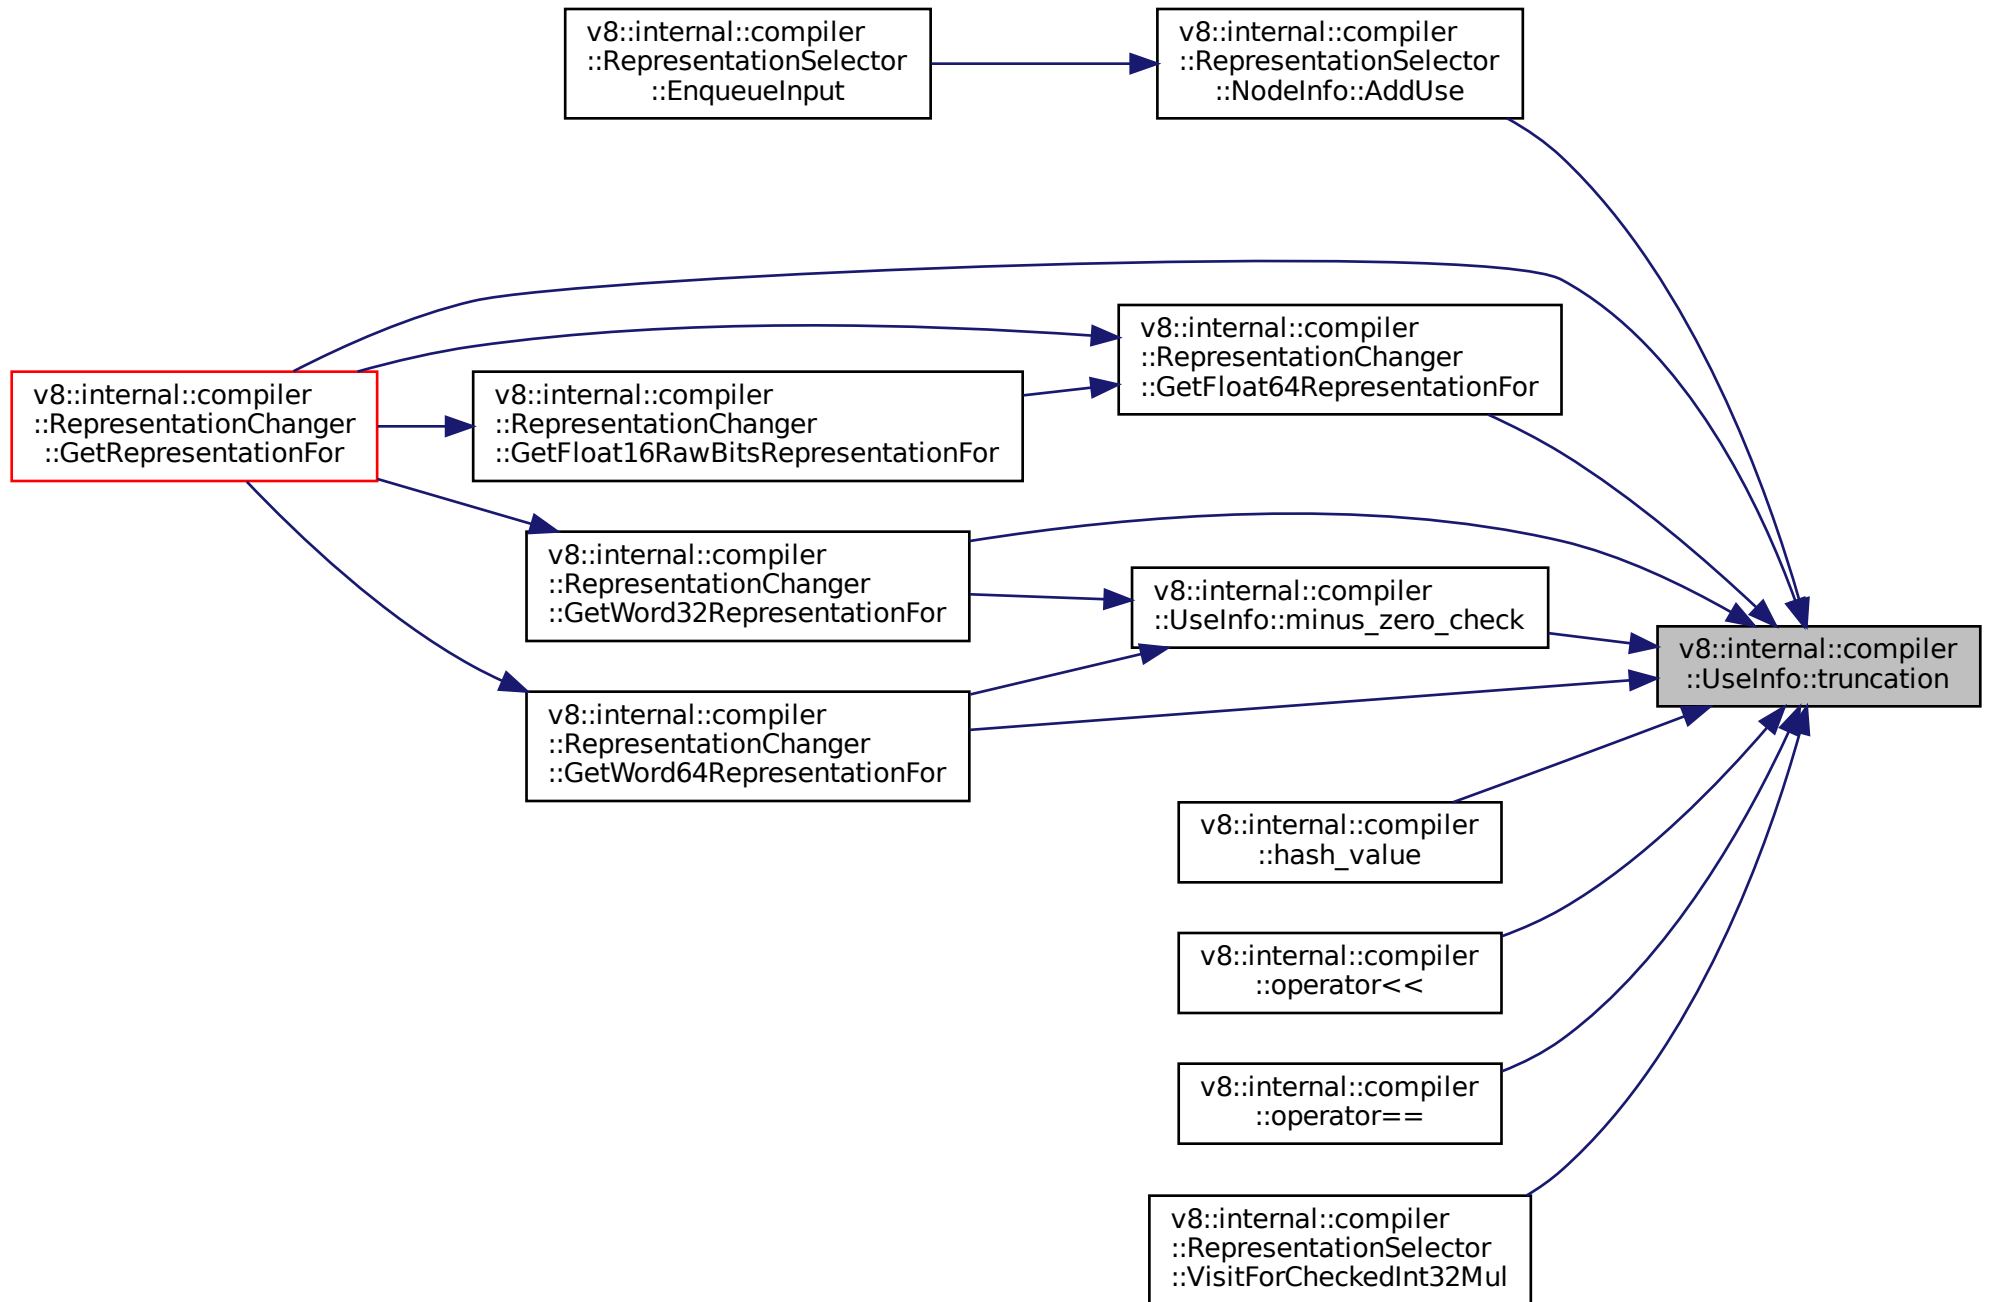 v8::internal::compiler
::RepresentationSelector
::EnqueueInput
v8::internal::compiler
::RepresentationSelector
::NodeInfo::AddUse
v8::internal::compiler
::RepresentationChanger
::GetFloat64RepresentationFor
v8::internal::compiler
::RepresentationChanger
::GetRepresentationFor
v8::internal::compiler
::RepresentationChanger
::GetFloat16RawBitsRepresentationFor
v8::internal::compiler
::RepresentationChanger
::GetWord32RepresentationFor
v8::internal::compiler
::UseInfo::minus_zero_check
v8::internal::compiler
::UseInfo::truncation
v8::internal::compiler
::RepresentationChanger
::GetWord64RepresentationFor
v8::internal::compiler
::hash_value
v8::internal::compiler
::operator<<
v8::internal::compiler
::operator==
v8::internal::compiler
::RepresentationSelector
::VisitForCheckedInt32Mul